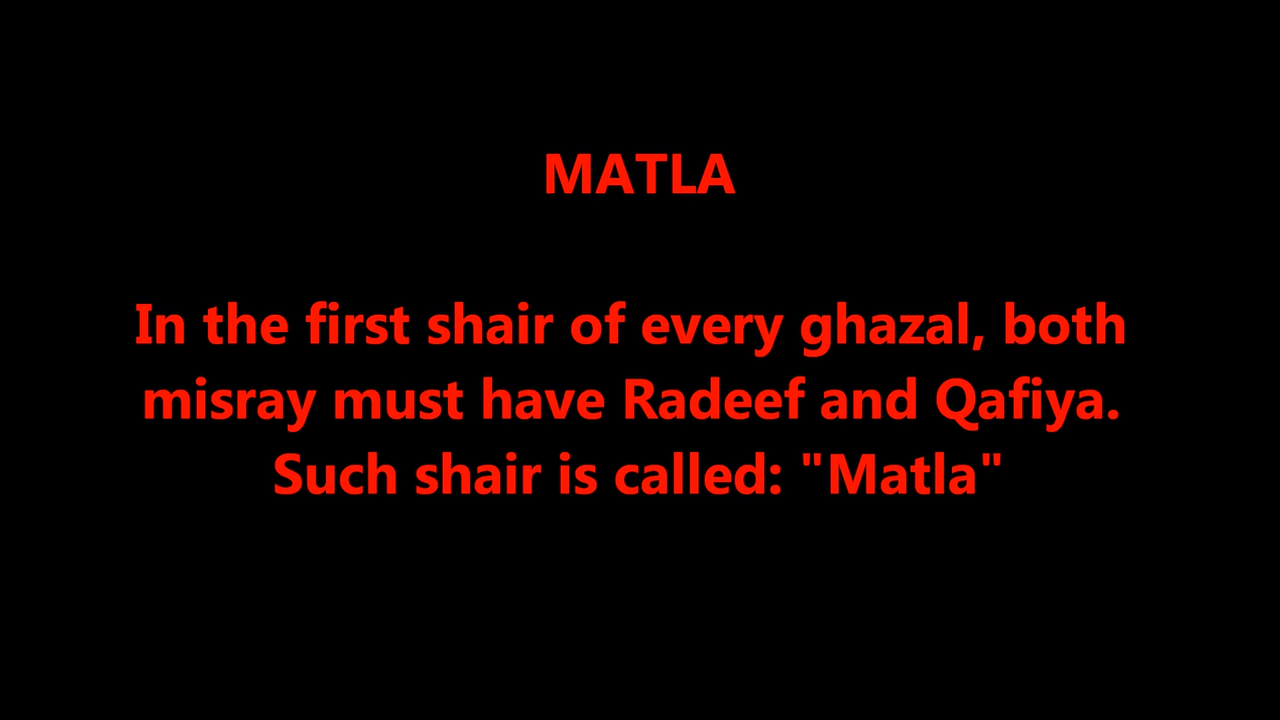 MATLA
In the first shair of every ghazal, both
misray must have Radeef and Qafiya.
Such shair is called: "Matla"